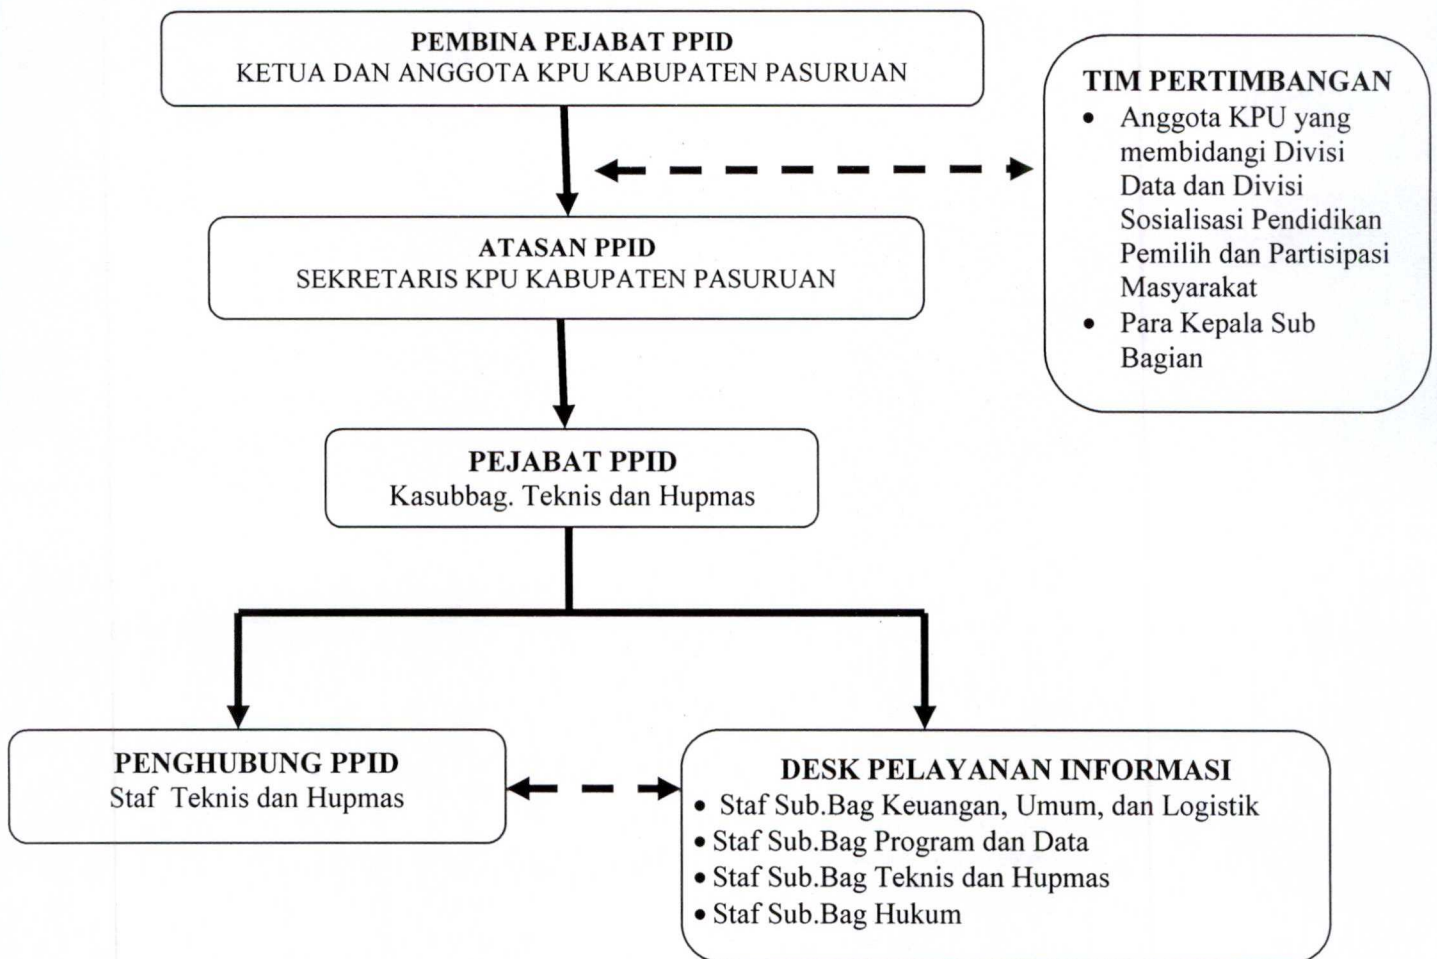 PEMBINA PEJABAT PPID
KETUA DAN ANGGOTA KPU KABUPATEN PASURUAN
TIM PERTIMBANGAN
• Anggota KPU yang
membidangi Divisi
Data dan Divisi
Sosialisasi Pendidikan
Pemilih dan Partisipasi
Masyarakat
• Para Kepala Sub
Bagian
ATASAN PPID
SEKRETARIS KPU KABUPATEN PASURUAN
PEJABAT PPID
Kasubbag. Teknis dan Hupmas
PENGHUBUNG PPID
Staf Teknis dan Hupmas
DESK PELAYANAN INFORMASI
• Staf Sub.Bag Keuangan, Umum, dan Logistik
• Staf Sub.Bag Program dan Data
• Staf Sub.Bag Teknis dan Hupmas
• Staf Sub.Bag Hukum